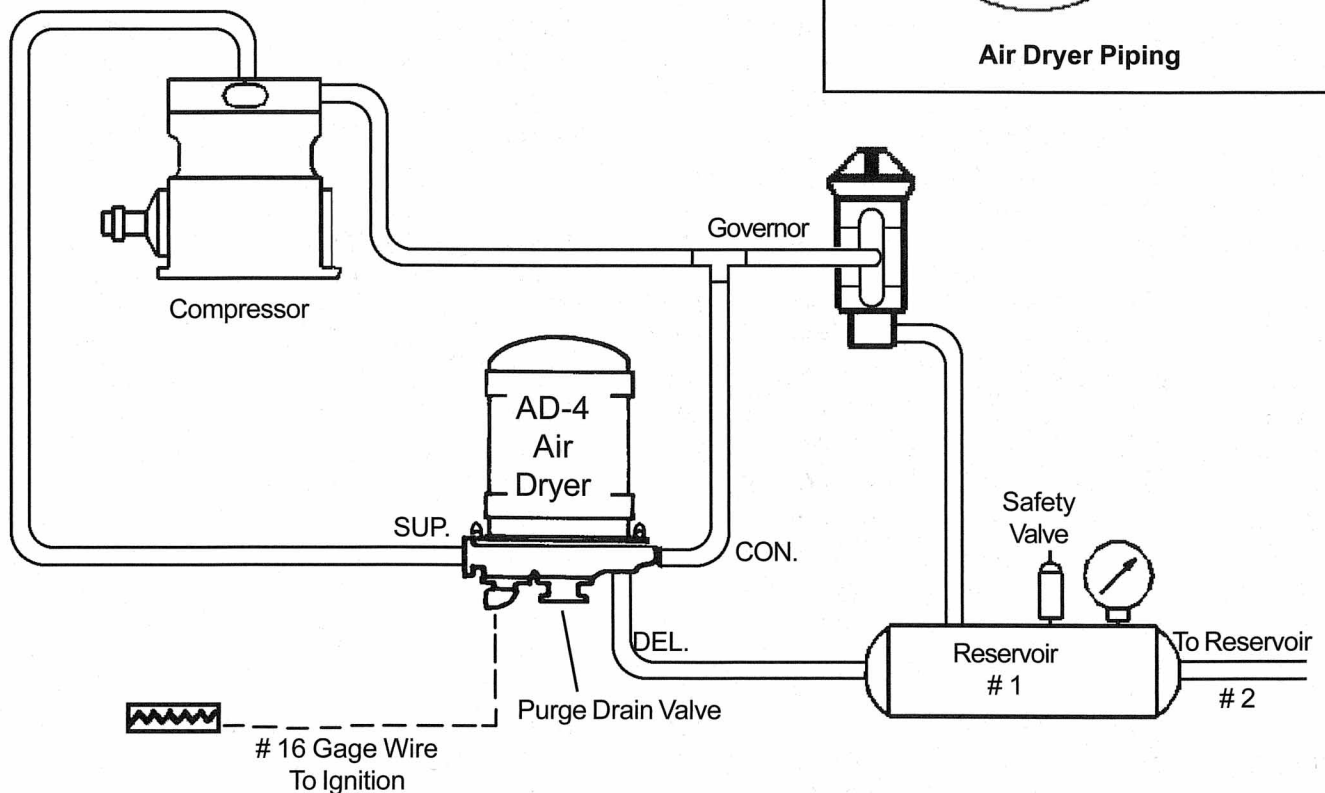 Air Dryer Piping
Compressor
Governor
AD-4
Air
Dryer
SUP.
CON.
DEL.
Safety
Valve
Reservoir
# 1
To Reservoir
# 2
Purge Drain Valve
# 16 Gage Wire
To Ignition